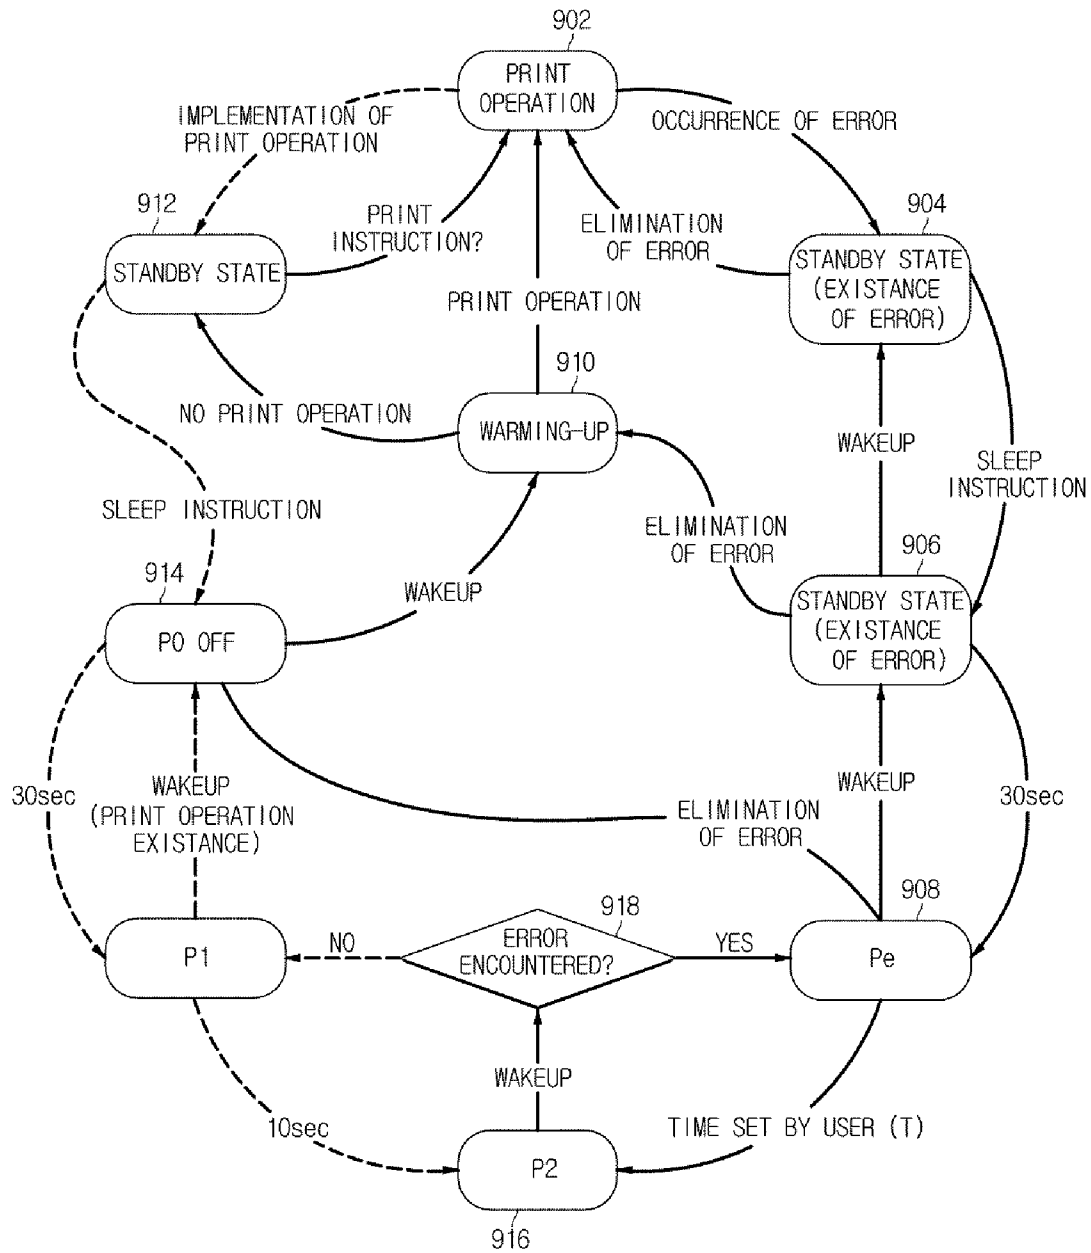 902
PRINT
OPERATION
IMPLEMENTATION OF
PRINT OPERATION
OCCURRENCE OF ERROR
912
PRINT
INSTRUCTION?
ELIMINATION
OF ERROR
904
STANDBY STATE
STANDBY STATE
(EXISTANCE
OF ERROR)
PRINT OPERATION
910
NO PRINT OPERATION
WARMING-UP
WAKEUP
SLEEP
INSTRUCTION
SLEEP INSTRUCTION
ELIMINATION
OF ERROR
906
914
WAKEUP
STANDBY STATE
(EXISTANCE
OF ERROR)
P0 OFF
30sec
WAKEUP
(PRINT OPERATION
EXISTANCE)
ELIMINATION
OF ERROR
WAKEUP
30sec
918
908
P1
NO
ERROR
ENCOUNTERED?
YES
Pe
WAKEUP
10sec
TIME SET BY USER (T)
P2
916